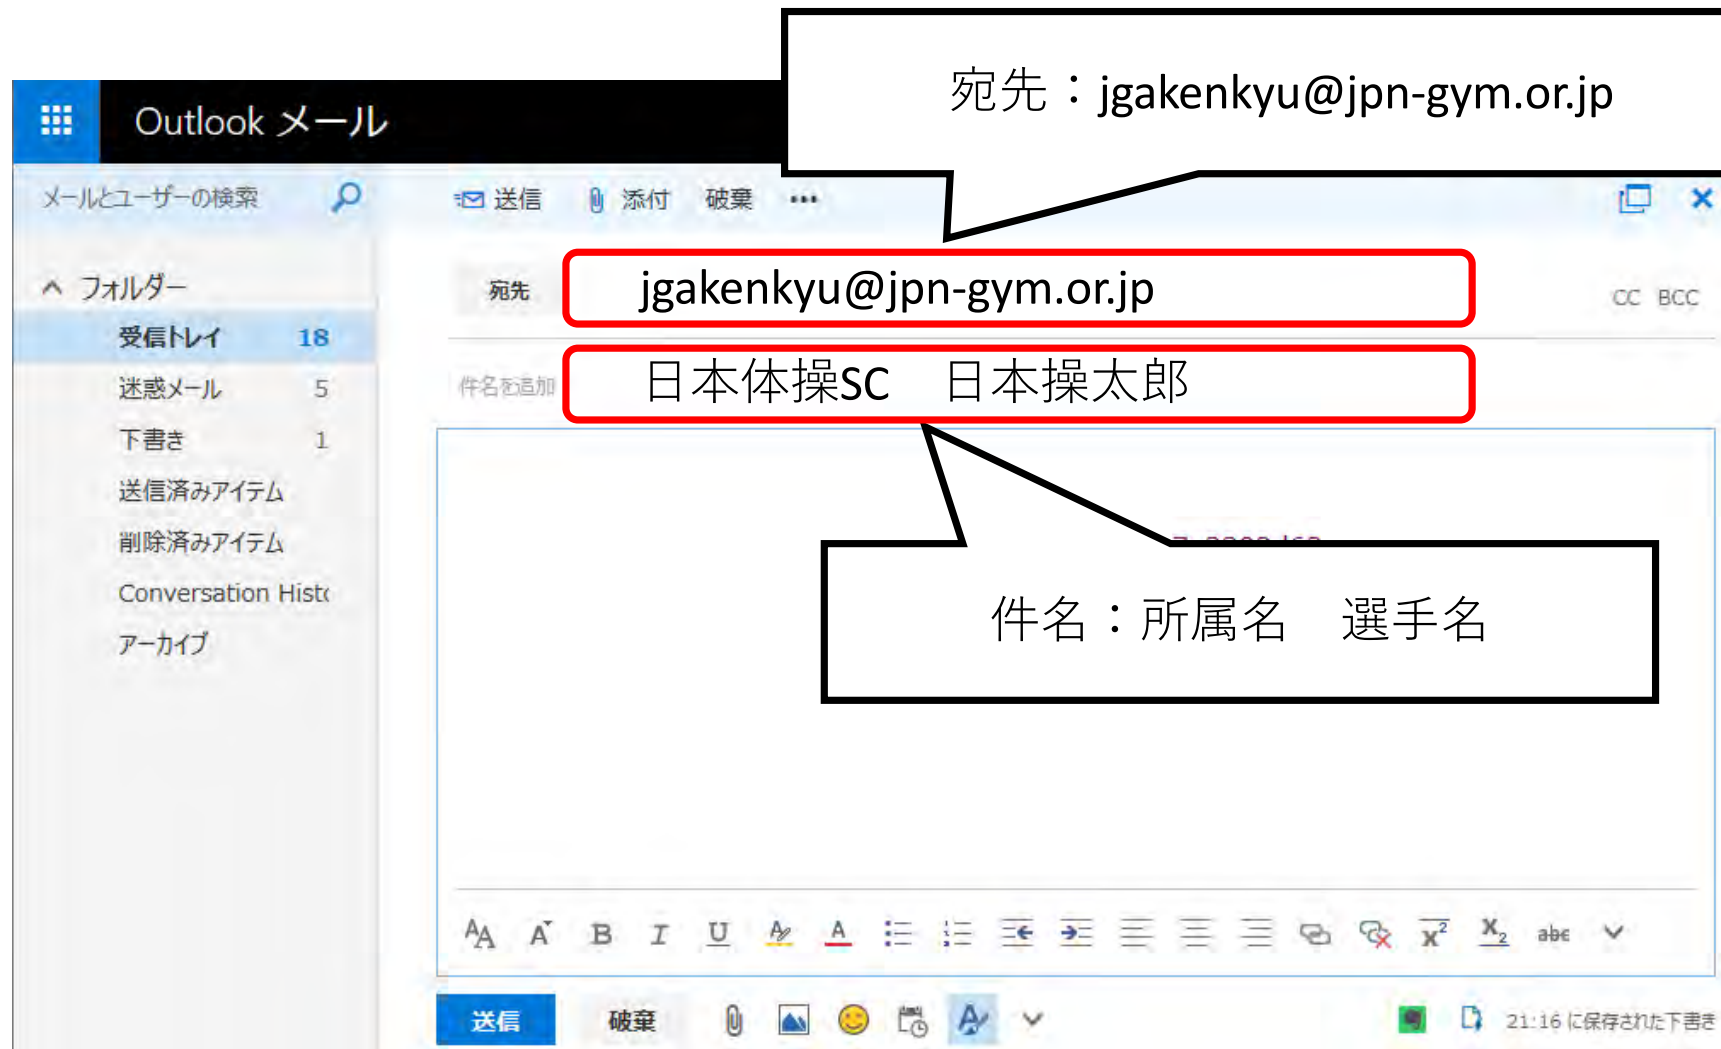 宛先：jgakenkyu@jpn-gym.or.jp
Outlook メール
メールとユーザーの検索
送信 添付 破棄 •••
フォルダー
宛先 jgakenkyu@jpn-gym.or.jp CC BCC
受信トレイ 18
件名を追加 日本体操SC　日本操太郎
迷惑メール 5
下書き 1
送信済みアイテム
削除済みアイテム
Conversation Hist
アーカイブ
件名：所属名　選手名
送信 破棄
21:16 に保存された下書き